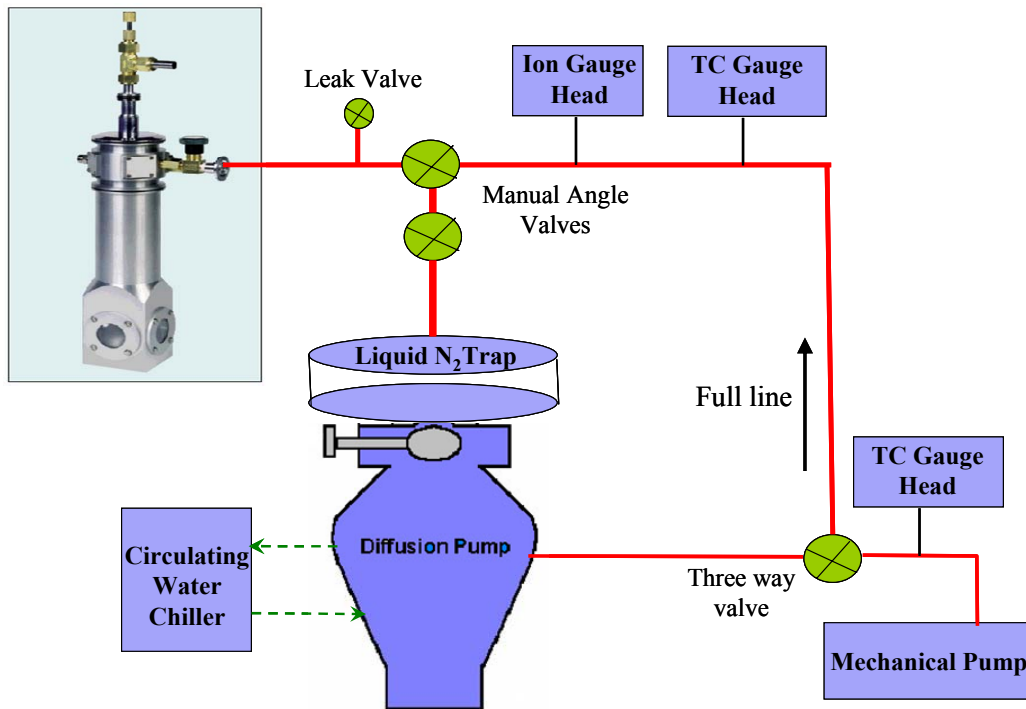 Leak Valve
Ion Gauge
Head
TC Gauge
Head
Manual Angle
Valves
Liquid N₂Trap
Full line
TC Gauge
Head
Diffusion Pump
Circulating
Water
Chiller
Three way
valve
Mechanical Pump